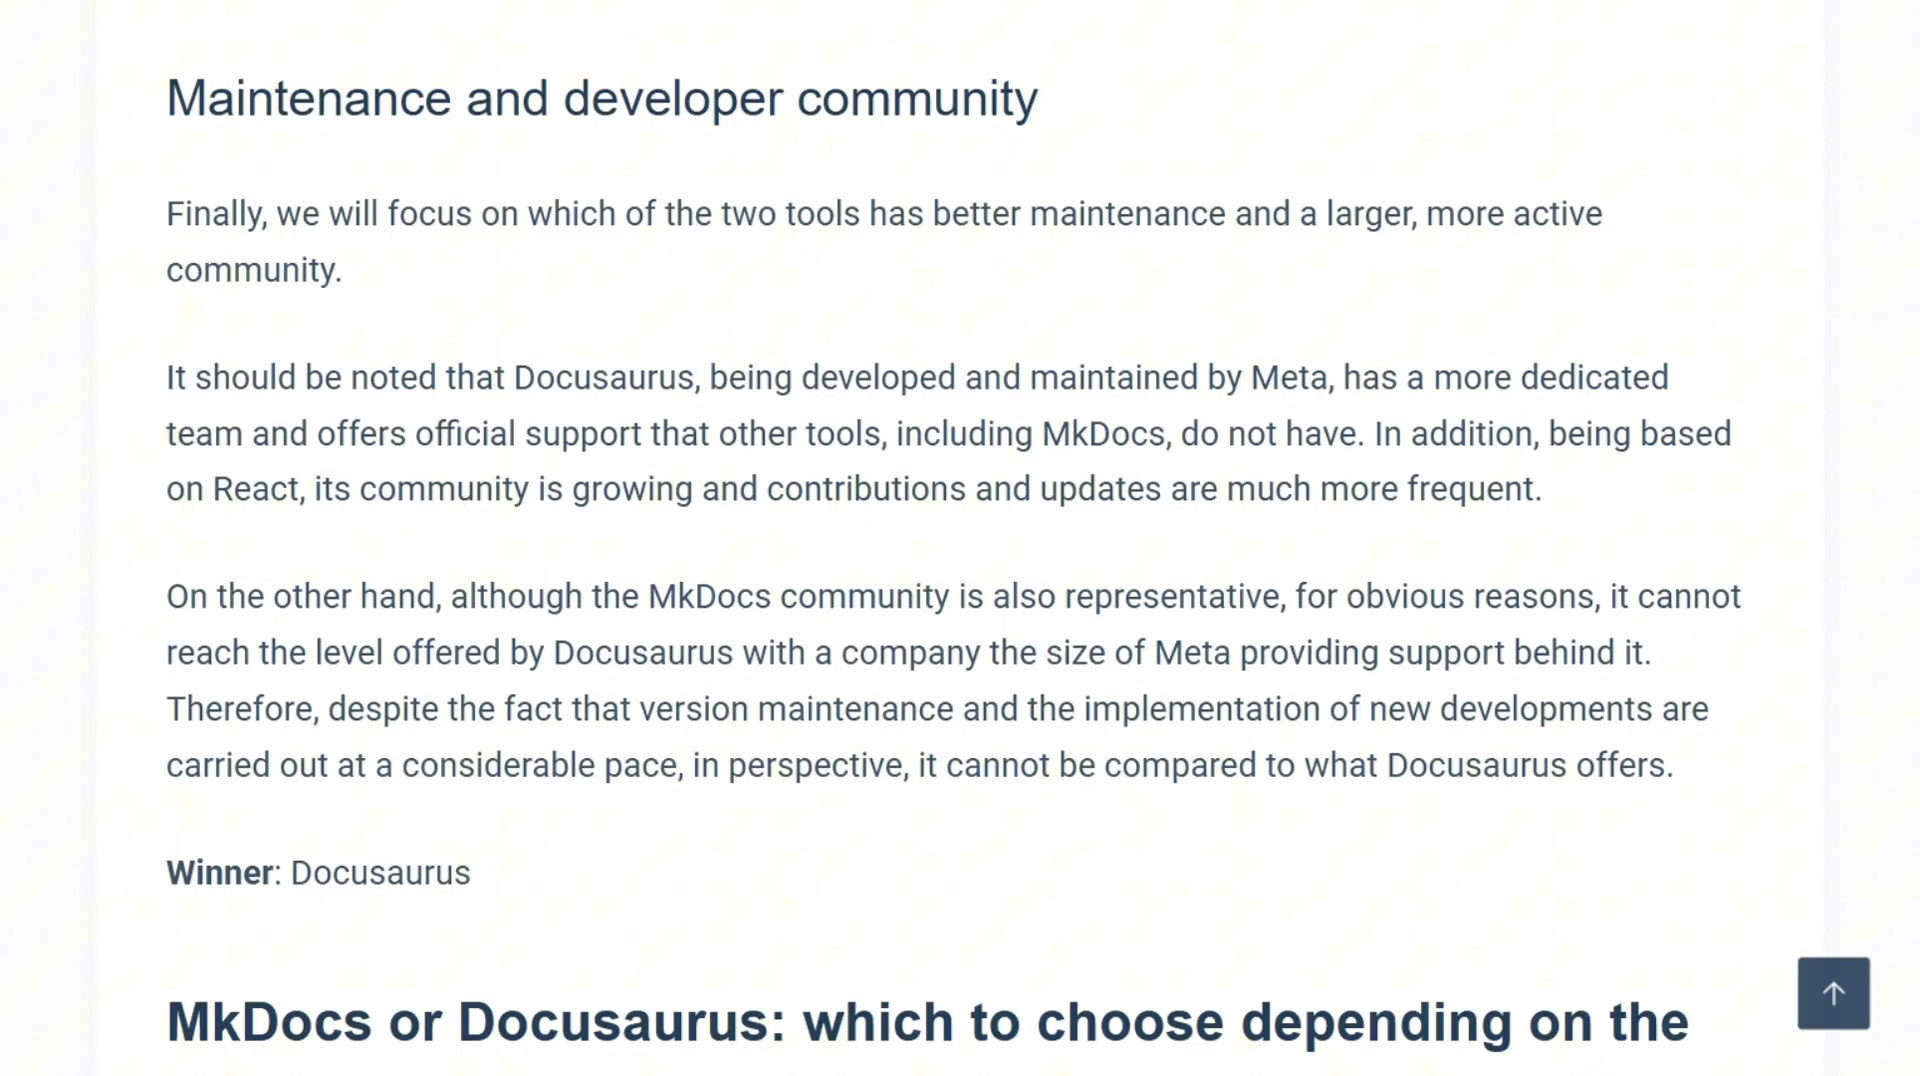 Maintenance and developer community
Finally, we will focus on which of the two tools has better maintenance and a larger, more active
community.
It should be noted that Docusaurus, being developed and maintained by Meta, has a more dedicated
team and offers official support that other tools, including MkDocs, do not have. In addition, being based
on React, its community is growing and contributions and updates are much more frequent.
On the other hand, although the MkDocs community is also representative, for obvious reasons, it cannot
reach the level offered by Docusaurus with a company the size of Meta providing support behind it.
Therefore, despite the fact that version maintenance and the implementation of new developments are
carried out at a considerable pace, in perspective, it cannot be compared to what Docusaurus offers.
Winner: Docusaurus
MkDocs or Docusaurus: which to choose depending on the